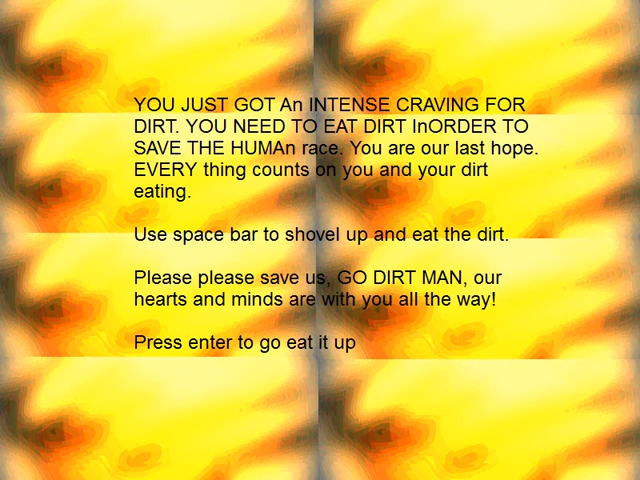 YOU JUST GOT An INTENSE CRAVING FOR
DIRT. YOU NEED TO EAT DIRT InORDER TO
SAVE THE HUMAn race. You are our last hope.
EVERY thing counts on you and your dirt
eating.
Use space bar to shovel up and eat the dirt.
Please please save us, GO DIRT MAN, our
hearts and minds are with you all the way!
Press enter to go eat it up